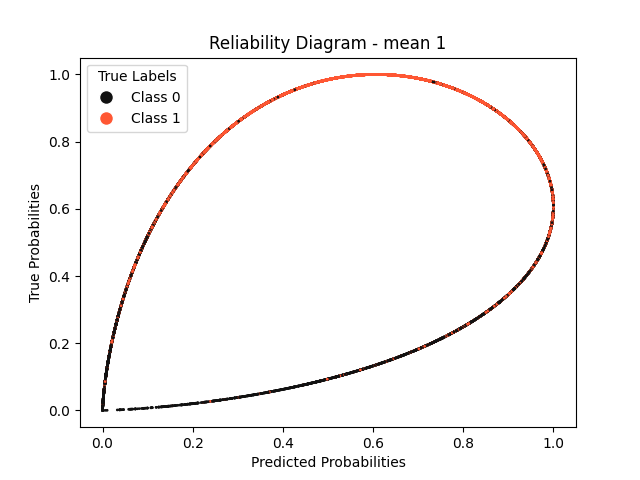 Reliability Diagram - mean 1
True Labels
Class 0
Class 1
True Probabilities
1.0
0.8
0.6
0.4
0.2
0.0
0.0 0.2 0.4 0.6 0.8 1.0
Predicted Probabilities